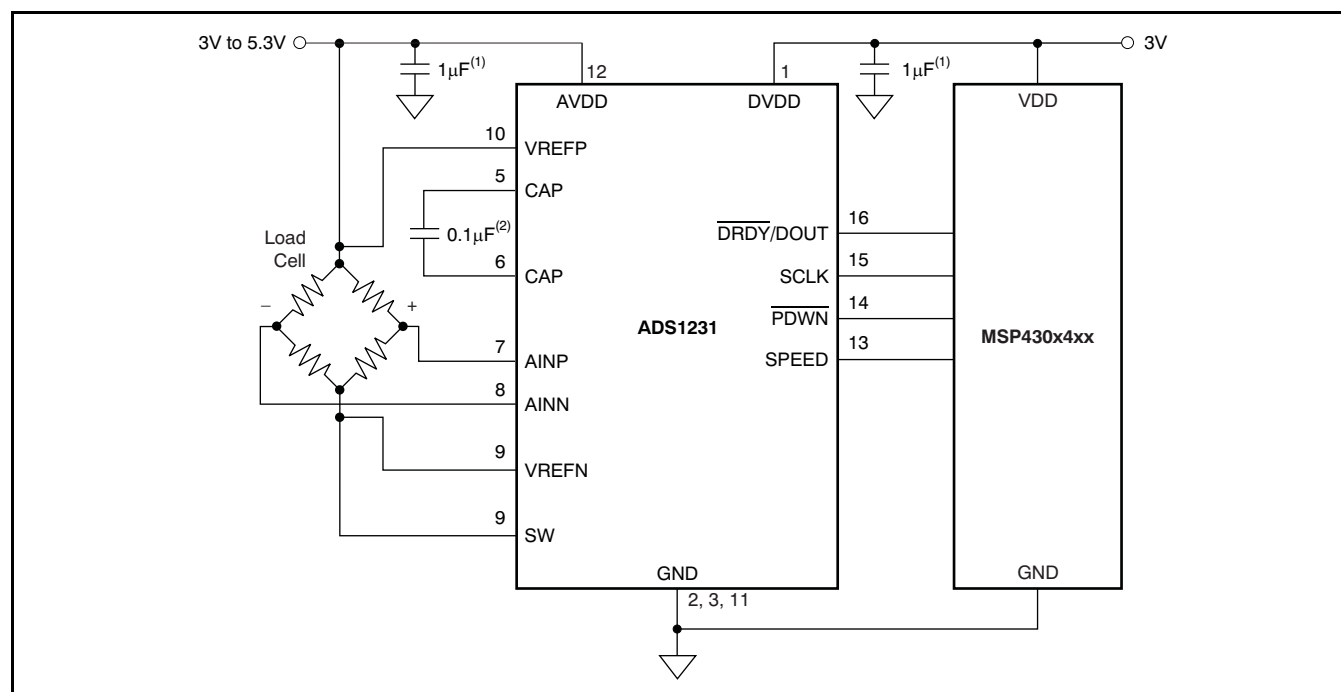 3V to 5.3V
3V
1µF(1)
12
1
1µF(1)
AVDD
DVDD
VDD
10
VREFP
5
CAP
0.1µF(2)
6
CAP
Load
Cell
–
+
7
AINP
8
AINN
9
VREFN
9
SW
ADS1231
16
DRDY/DOUT
15
SCLK
14
PDWN
13
SPEED
MSP430x4xx
GND
2, 3, 11
GND